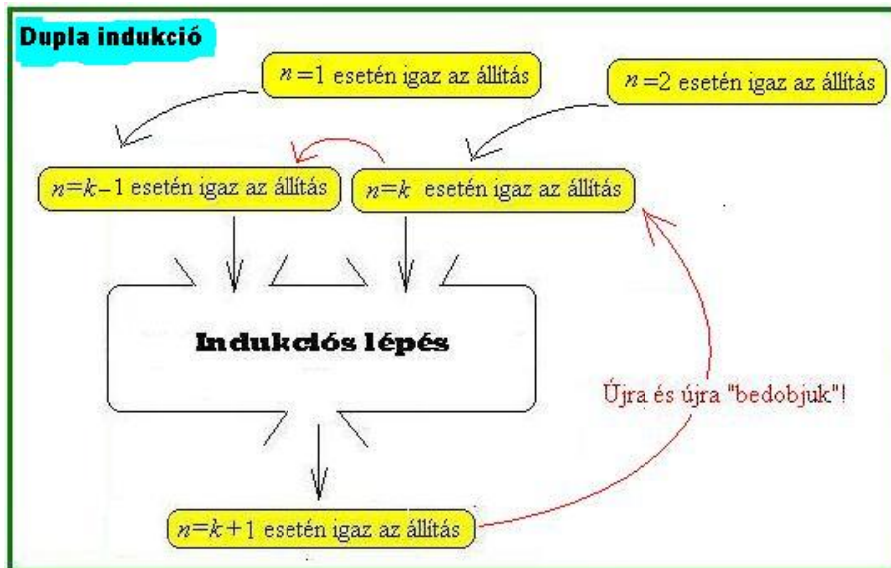 Dupla indukció
n=1 esetén igaz az állítás
n=2 esetén igaz az állítás
n=k−1 esetén igaz az állítás
n=k esetén igaz az állítás
Indukciós lépés
Újra és újra "bedobjuk"!
n=k+1 esetén igaz az állítás